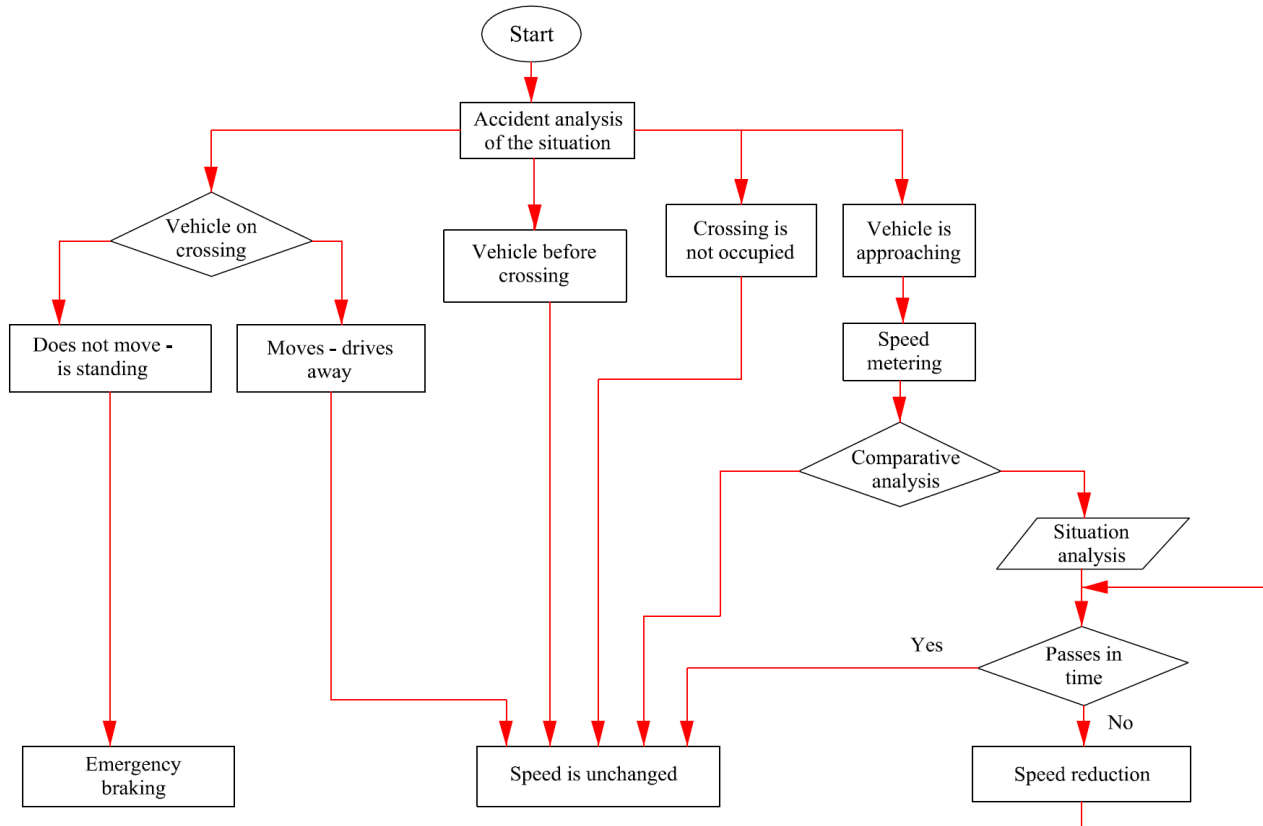 Start
Accident analysis
of the situation
Vehicle on
crossing
Vehicle before
crossing
Crossing is
not occupied
Vehicle is
approaching
Does not move -
is standing
Moves - drives
away
Speed
metering
Comparative
analysis
Situation
analysis
Yes
Passes in
time
No
Emergency
braking
Speed is unchanged
Speed reduction